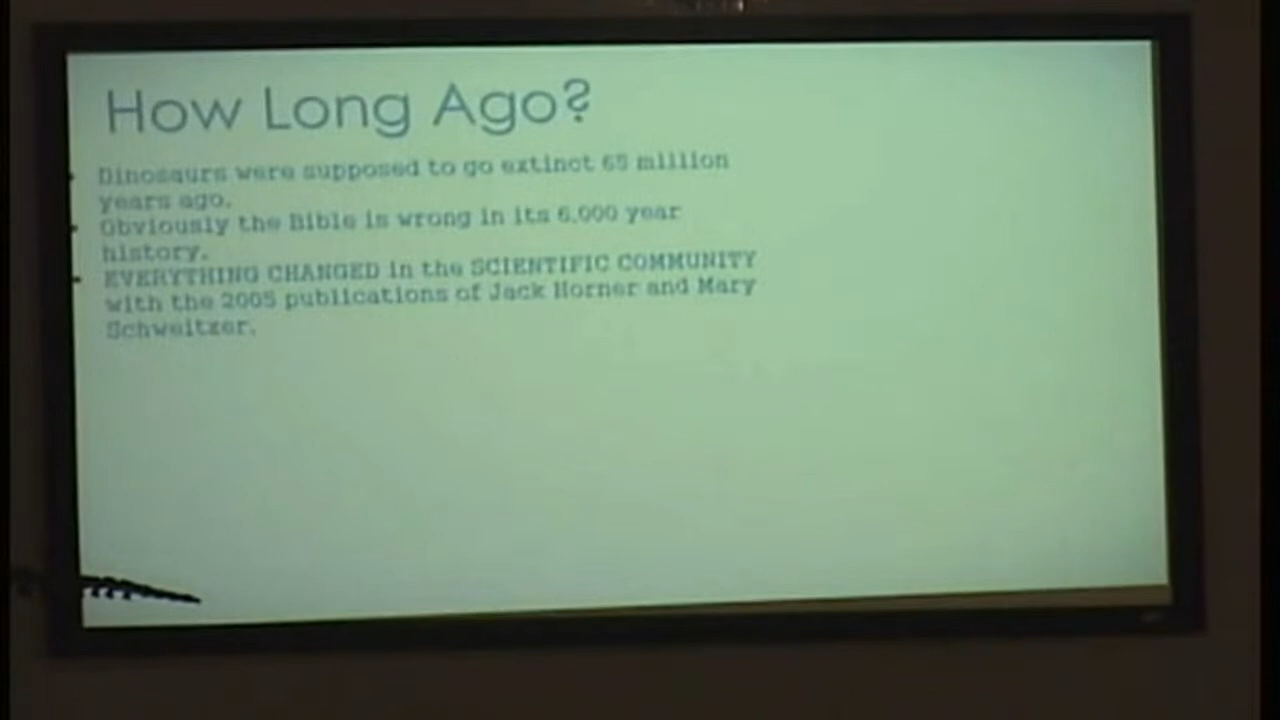 How Long Ago?
Dinosaurs were supposed to go extinct 65 million
years ago.
Obviously the Bible is wrong in its 6,000 year
history.
EVERYTHING CHANGED in the SCIENTIFIC COMMUNITY
with the 2005 publications of Jack Horner and Mary
Schweitzer.